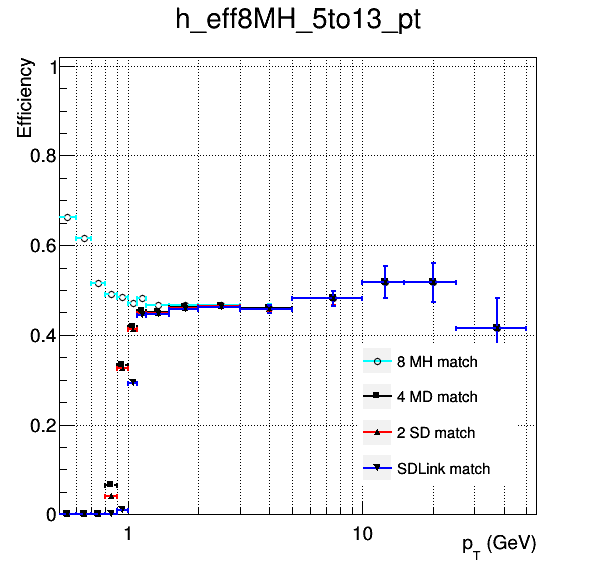 h_eff8MH_5to13_pt
Efficiency
1
0.8
0.6
0.4
0.2
0
8 MH match
4 MD match
2 SD match
SDLink match
1
10
p_T (GeV)